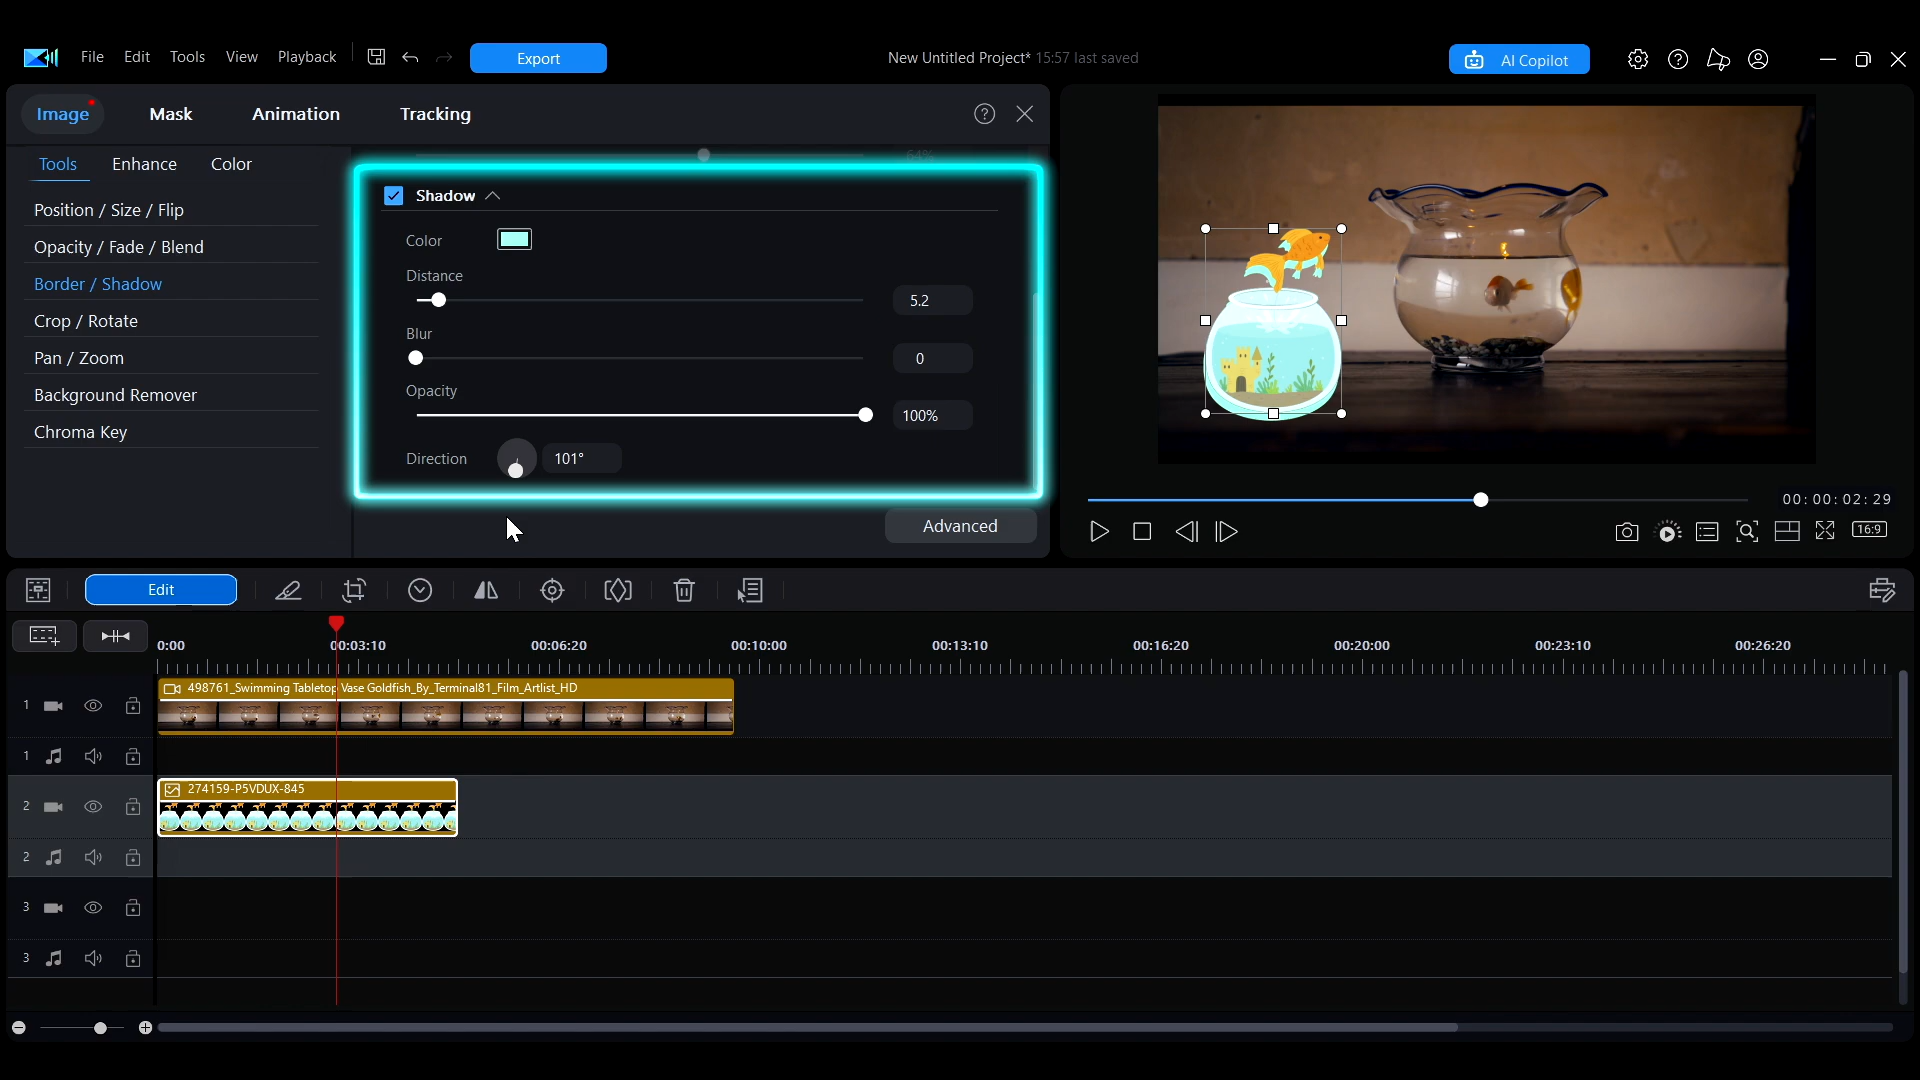 File Edit Tools View Playback
Export
New Untitled Project* 15:57 last saved
AI Copilot
Image Mask Animation Tracking
Tools Enhance Color
Position / Size / Flip
Opacity / Fade / Blend
Border / Shadow
Crop / Rotate
Pan / Zoom
Background Remover
Chroma Key
64%
Shadow
Color
Distance
5.2
Blur
0
Opacity
100%
Direction 101°
Advanced
00:00:02:29
16:9
Edit
0:00 00:03:10 00:06:20 00:10:00 00:13:10 00:16:20 00:20:00 00:23:10 00:26:20
1 498761_Swimming Tabletop Vase Goldfish_By_Terminal81_Film_Artlist_HD
1
2 274159-P5VDUX-845
2
3
3